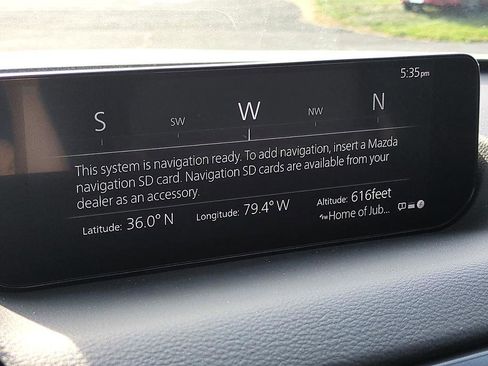 5:35pm
S SW W NW N
This system is navigation ready. To add navigation, insert a Mazda
navigation SD card. Navigation SD cards are available from your
dealer as an accessory.
Latitude: 36.0° N Longitude: 79.4° W Altitude: 616feet
Home of Jub...